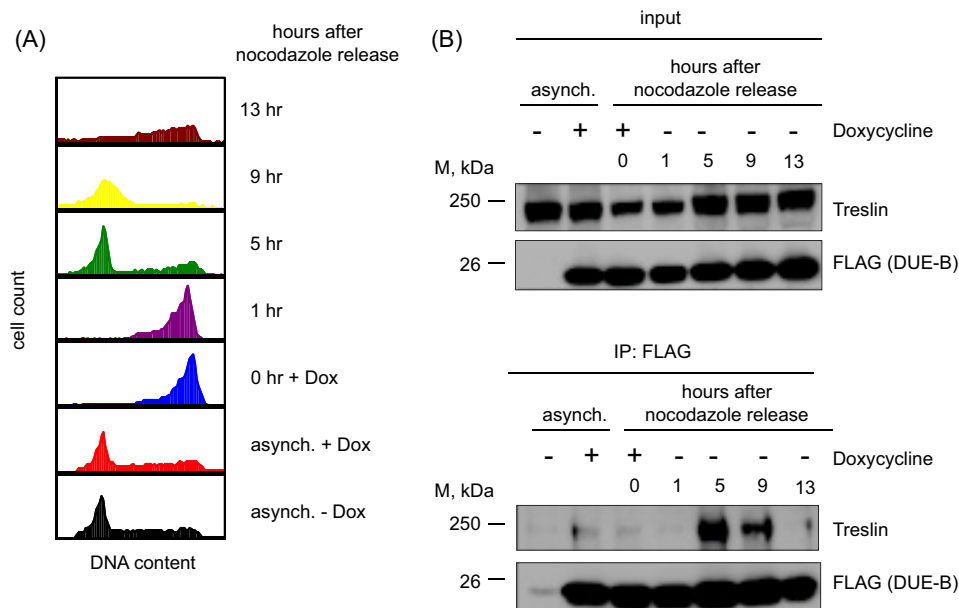 (A)
hours after
nocodazole release
13 hr
9 hr
5 hr
1 hr
0 hr + Dox
asynch. + Dox
asynch. - Dox
cell count
DNA content
(B)
input
hours after
nocodazole release
asynch.
- + + - - - - Doxycycline
0 1 5 9 13
M, kDa
250 Treslin
26 FLAG (DUE-B)
IP: FLAG
hours after
nocodazole release
asynch.
- + + - - - - Doxycycline
0 1 5 9 13
M, kDa
250 Treslin
26 FLAG (DUE-B)